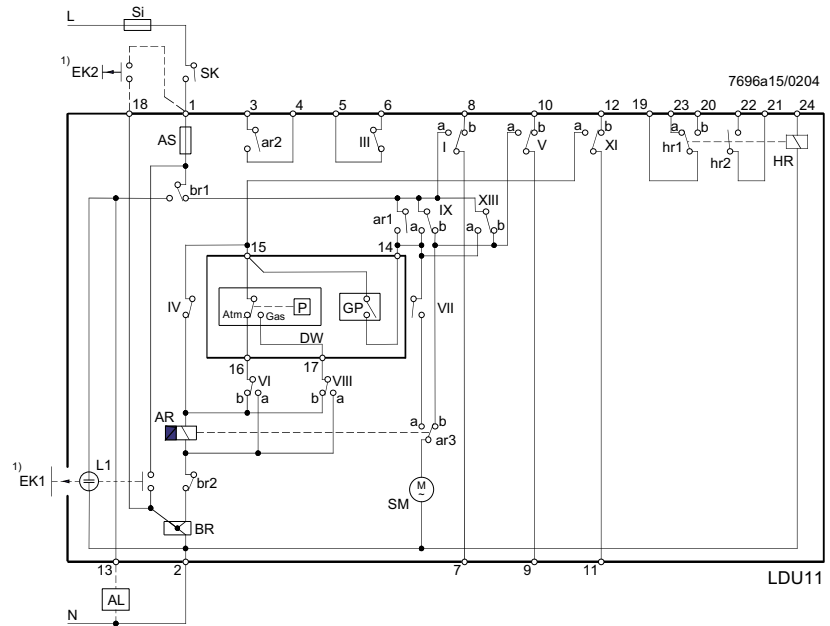 L Si
1) EK2 SK
7696a15/0204
18 1 3 4 5 6 8 10 12 19 23 20 22 21 24
AS ar2 III a b I a b V a b XI a b hr1 hr2 HR
br1
ar1 IX XIII
a b a b
15 14
IV P GP VII
Atm. Gas
DW
16 17
VI VIII
b a b a
AR a b
ar3
1) EK1 L1 br2 M ~
SM
BR
13 2 7 9 11
LDU11
AL
N